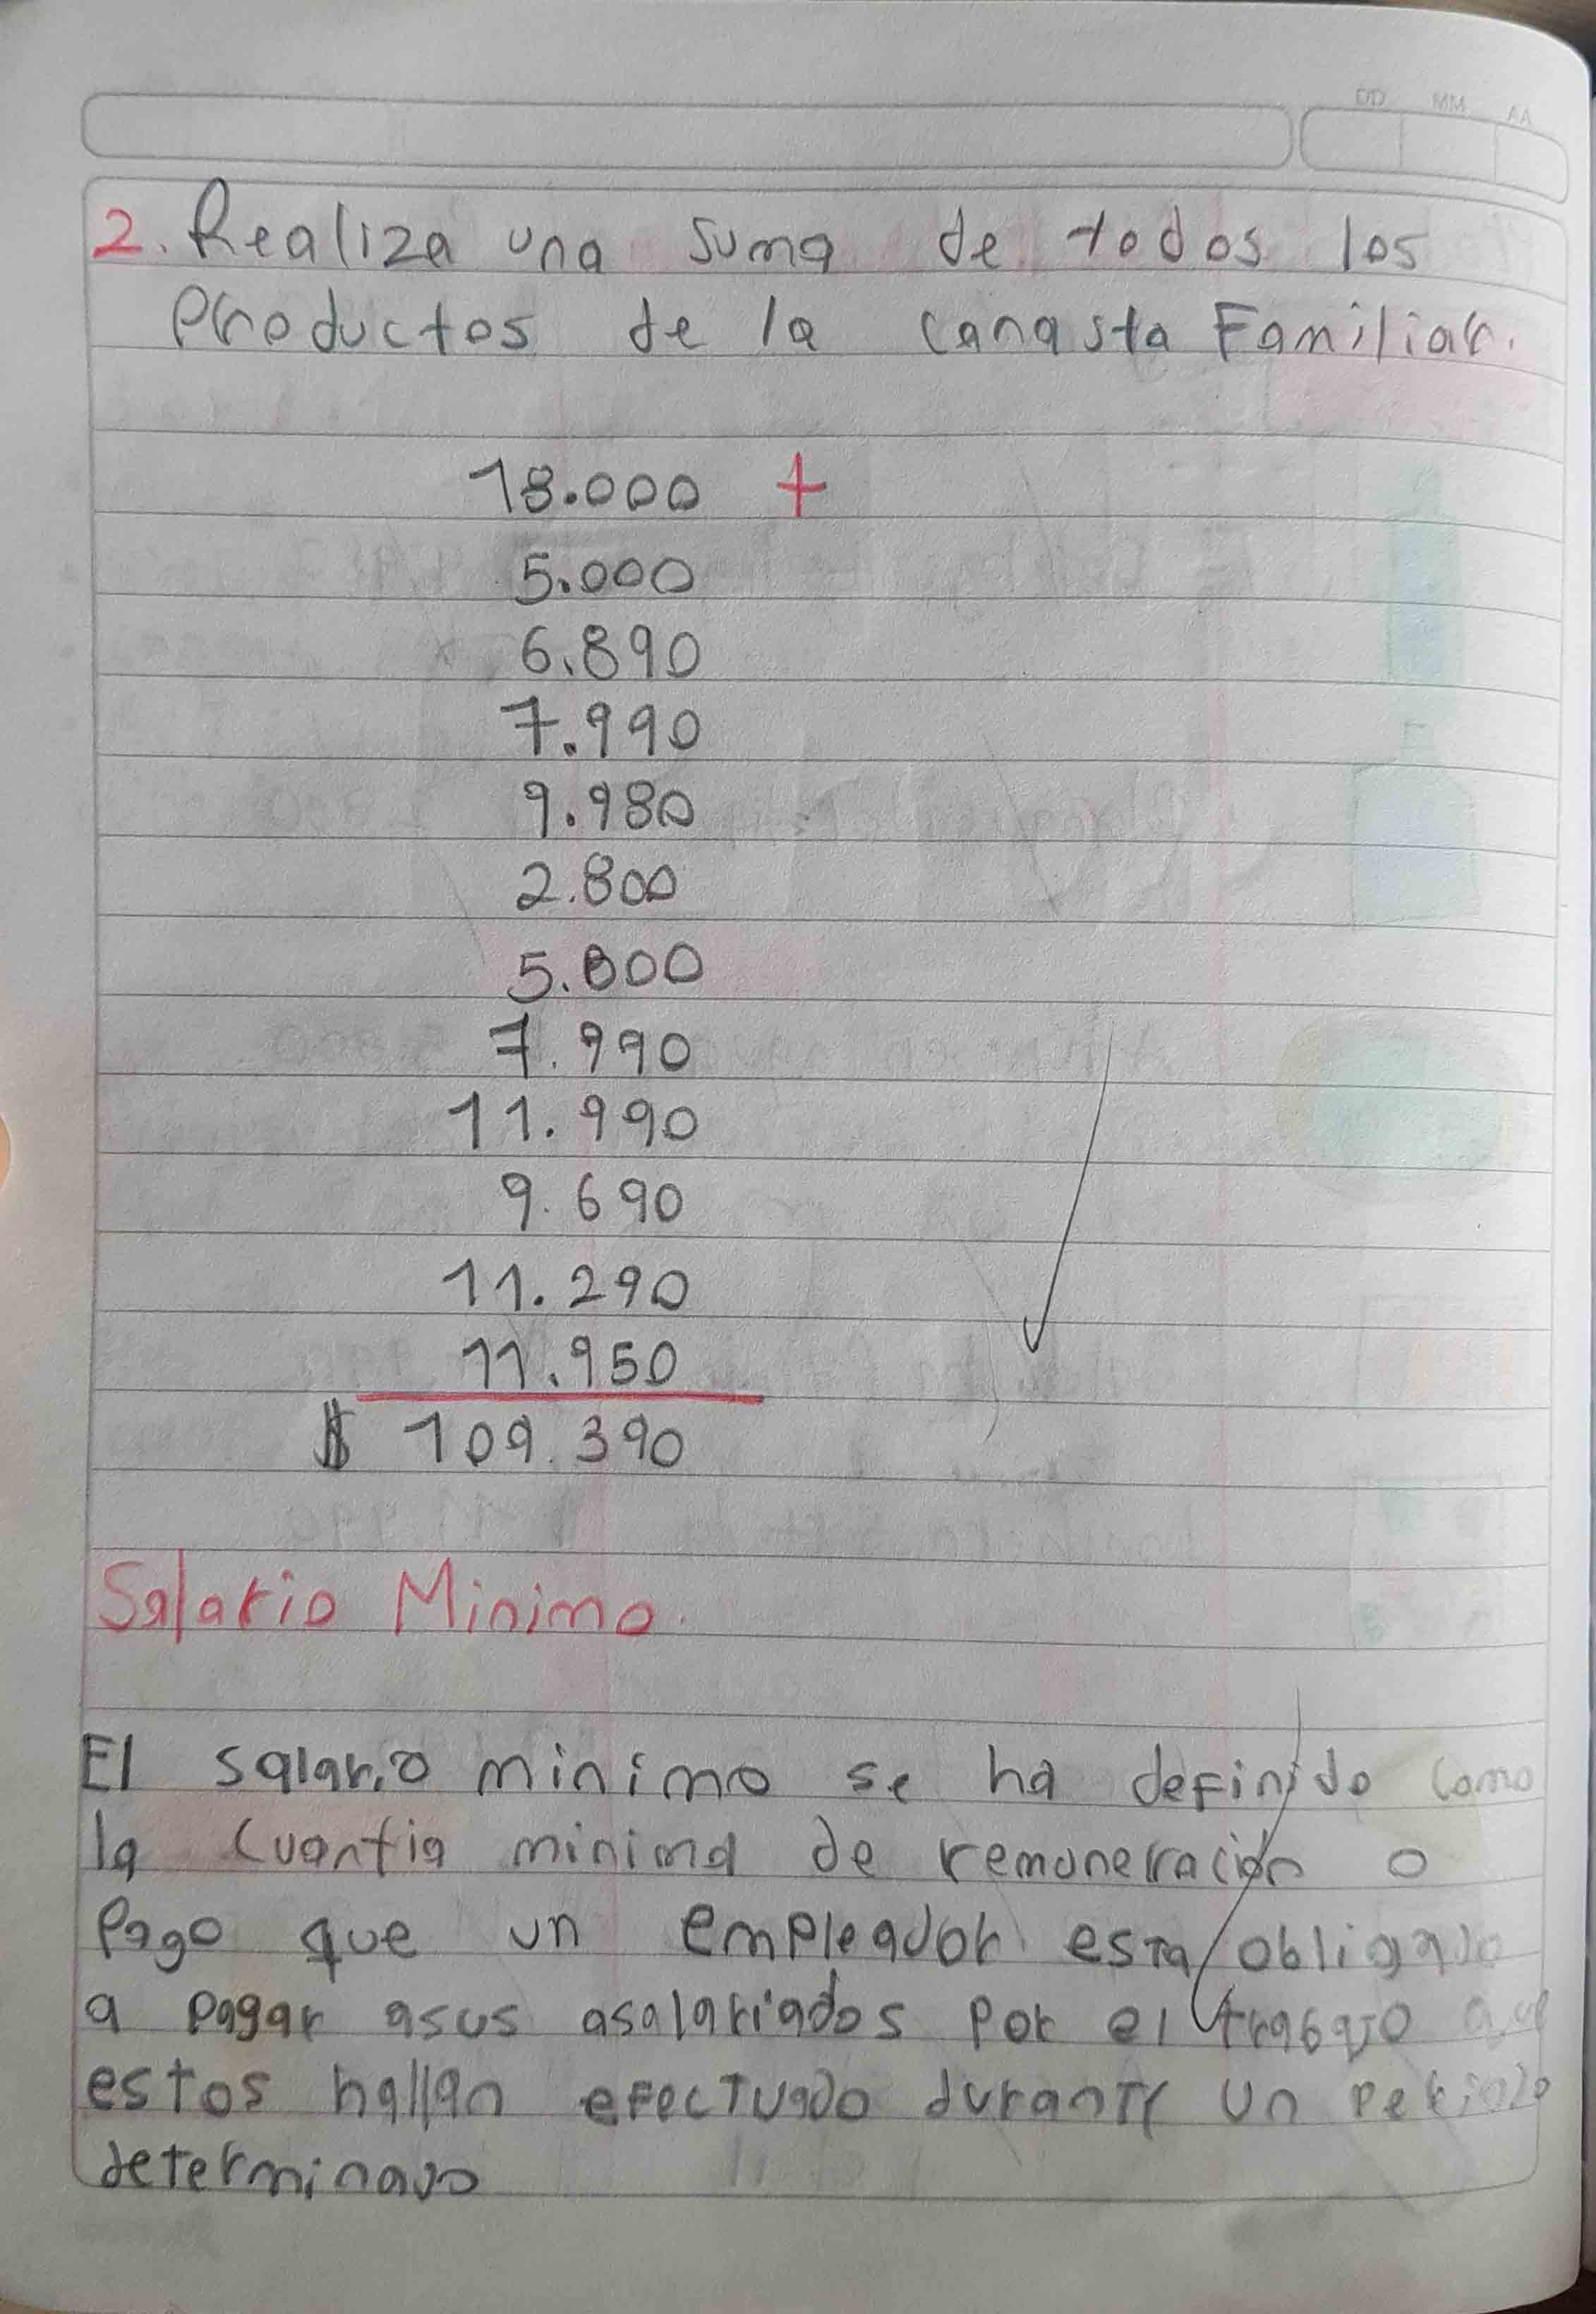 DD MM AA
2. Realiza una suma de todos los
Productos de la canasta Familiar.
18.000 +
5.000
6.890
7.990
9.980
2.800
5.800
7.990
11.990
9.690
11.290
11.950
$ 109.390
Salario Minimo.
El salario minimo se ha definido como
la cuantia minima de remuneración o
Pago que un empleador esta obligado
a pagar asus asalariados Por el trabajo que
estos hallan efectuado durante un periodo
determinado